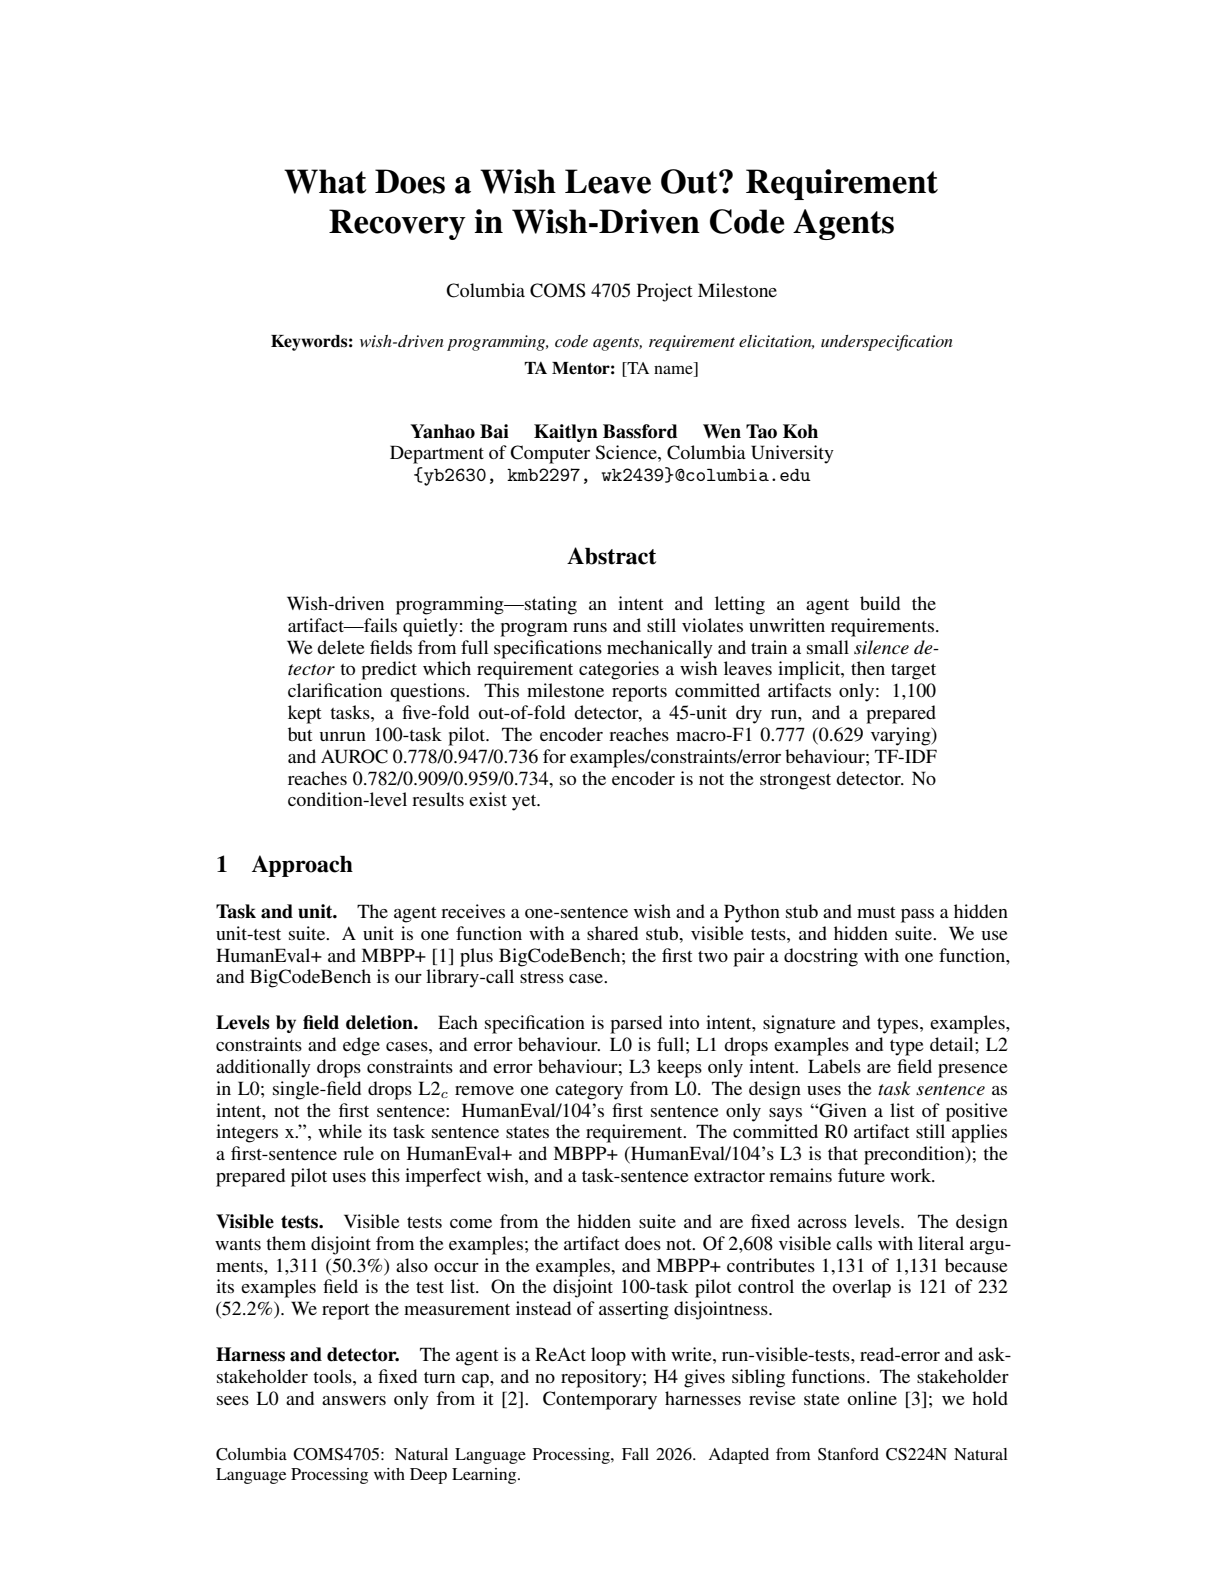 What Does a Wish Leave Out? Requirement
Recovery in Wish-Driven Code Agents
Columbia COMS 4705 Project Milestone
Keywords: wish-driven programming, code agents, requirement elicitation, underspecification
TA Mentor: [TA name]
Yanhao Bai Kaitlyn Bassford Wen Tao Koh
Department of Computer Science, Columbia University
{yb2630, kmb2297, wk2439}@columbia.edu
Abstract
Wish-driven programming—stating an intent and letting an agent build the
artifact—fails quietly: the program runs and still violates unwritten requirements.
We delete fields from full specifications mechanically and train a small silence de-
tector to predict which requirement categories a wish leaves implicit, then target
clarification questions. This milestone reports committed artifacts only: 1,100
kept tasks, a five-fold out-of-fold detector, a 45-unit dry run, and a prepared
but unrun 100-task pilot. The encoder reaches macro-F1 0.777 (0.629 varying)
and AUROC 0.778/0.947/0.736 for examples/constraints/error behaviour; TF-IDF
reaches 0.782/0.909/0.959/0.734, so the encoder is not the strongest detector. No
condition-level results exist yet.
1 Approach
Task and unit. The agent receives a one-sentence wish and a Python stub and must pass a hidden
unit-test suite. A unit is one function with a shared stub, visible tests, and hidden suite. We use
HumanEval+ and MBPP+ [1] plus BigCodeBench; the first two pair a docstring with one function,
and BigCodeBench is our library-call stress case.
Levels by field deletion. Each specification is parsed into intent, signature and types, examples,
constraints and edge cases, and error behaviour. L0 is full; L1 drops examples and type detail; L2
additionally drops constraints and error behaviour; L3 keeps only intent. Labels are field presence
in L0; single-field drops L2c remove one category from L0. The design uses the task sentence as
intent, not the first sentence: HumanEval/104’s first sentence only says “Given a list of positive
integers x.”, while its task sentence states the requirement. The committed R0 artifact still applies
a first-sentence rule on HumanEval+ and MBPP+ (HumanEval/104’s L3 is that precondition); the
prepared pilot uses this imperfect wish, and a task-sentence extractor remains future work.
Visible tests. Visible tests come from the hidden suite and are fixed across levels. The design
wants them disjoint from the examples; the artifact does not. Of 2,608 visible calls with literal argu-
ments, 1,311 (50.3%) also occur in the examples, and MBPP+ contributes 1,131 of 1,131 because
its examples field is the test list. On the disjoint 100-task pilot control the overlap is 121 of 232
(52.2%). We report the measurement instead of asserting disjointness.
Harness and detector. The agent is a ReAct loop with write, run-visible-tests, read-error and ask-
stakeholder tools, a fixed turn cap, and no repository; H4 gives sibling functions. The stakeholder
sees L0 and answers only from it [2]. Contemporary harnesses revise state online [3]; we hold
Columbia COMS4705: Natural Language Processing, Fall 2026. Adapted from Stanford CS224N Natural
Language Processing with Deep Learning.